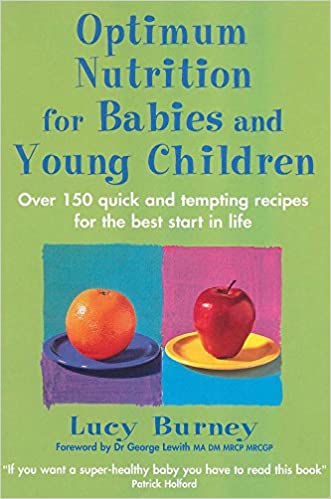 Optimum
Nutrition
for Babies and
Young Children
Over 150 quick and tempting recipes
for the best start in life
Lucy Burney
Foreword by Dr George Lewith MA DM MRCP MRCGP
"If you want a super-healthy baby you have to read this book"
Patrick Holford